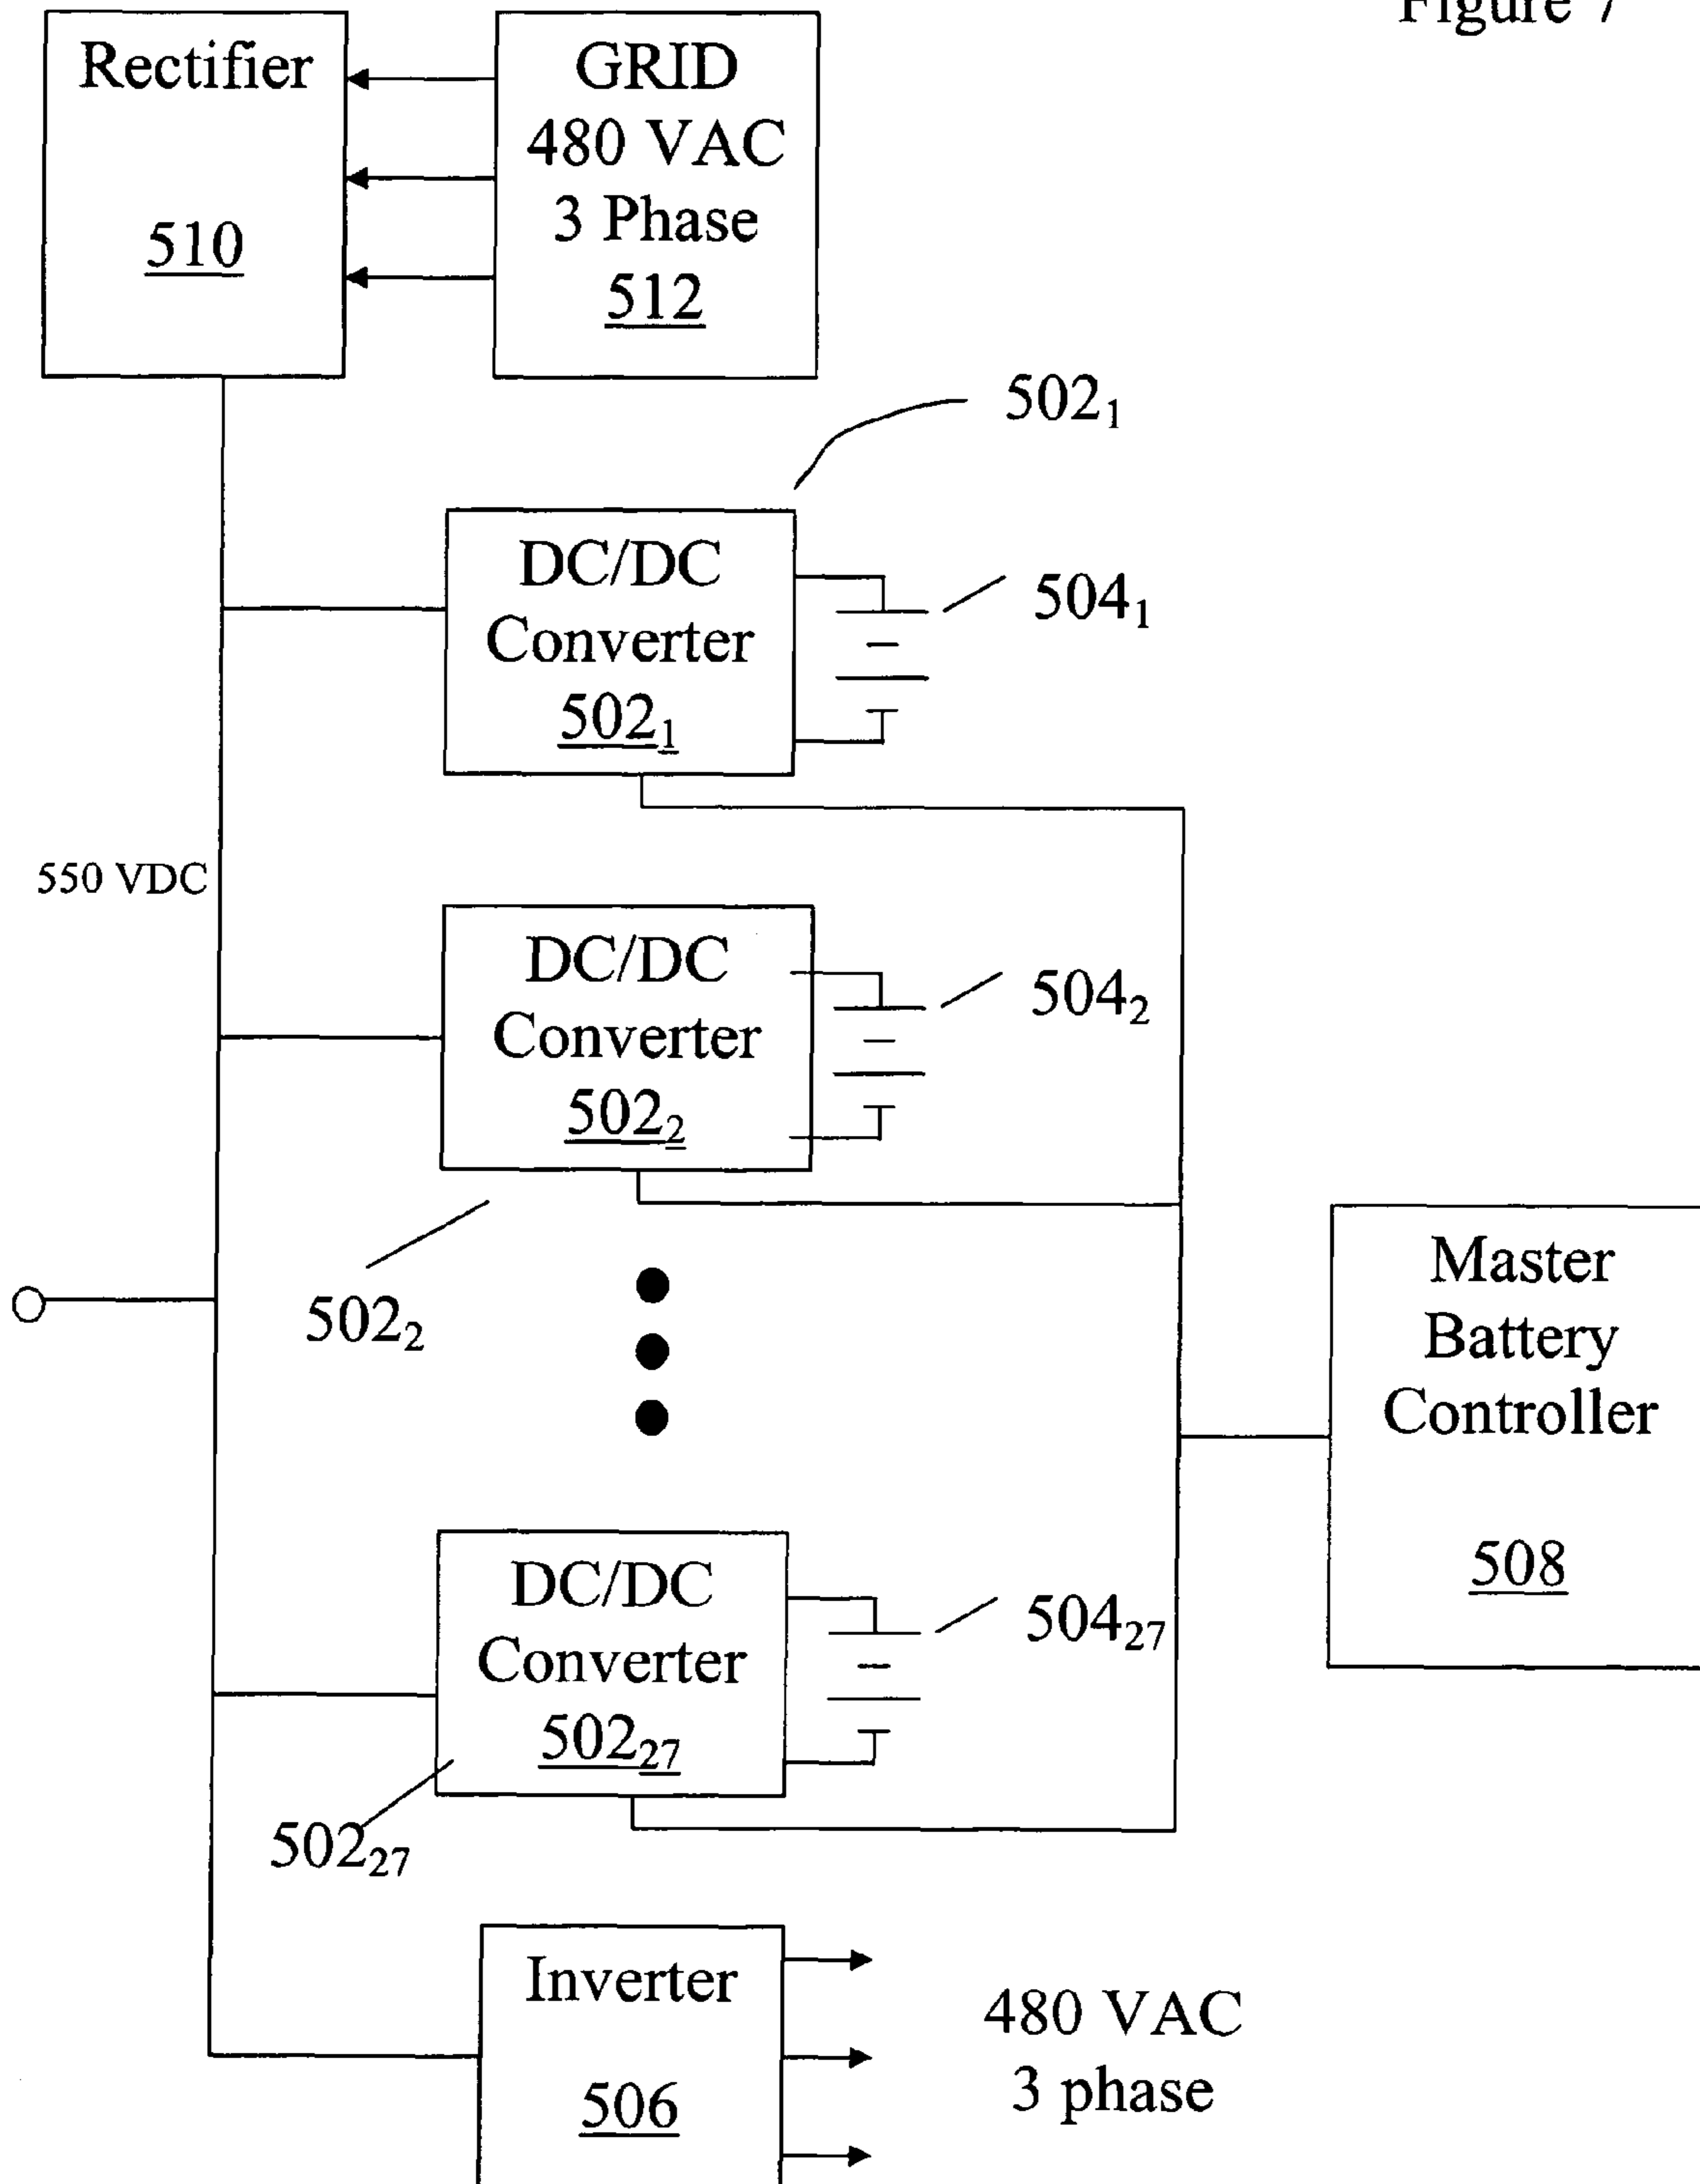 Figure 7
Rectifier
510
GRID
480 VAC
3 Phase
512
502₁
DC/DC
Converter
502₁
504₁
550 VDC
DC/DC
Converter
502₂
504₂
502₂
Master
Battery
Controller
508
DC/DC
Converter
502₂₇
504₂₇
502₂₇
Inverter
506
480 VAC
3 phase